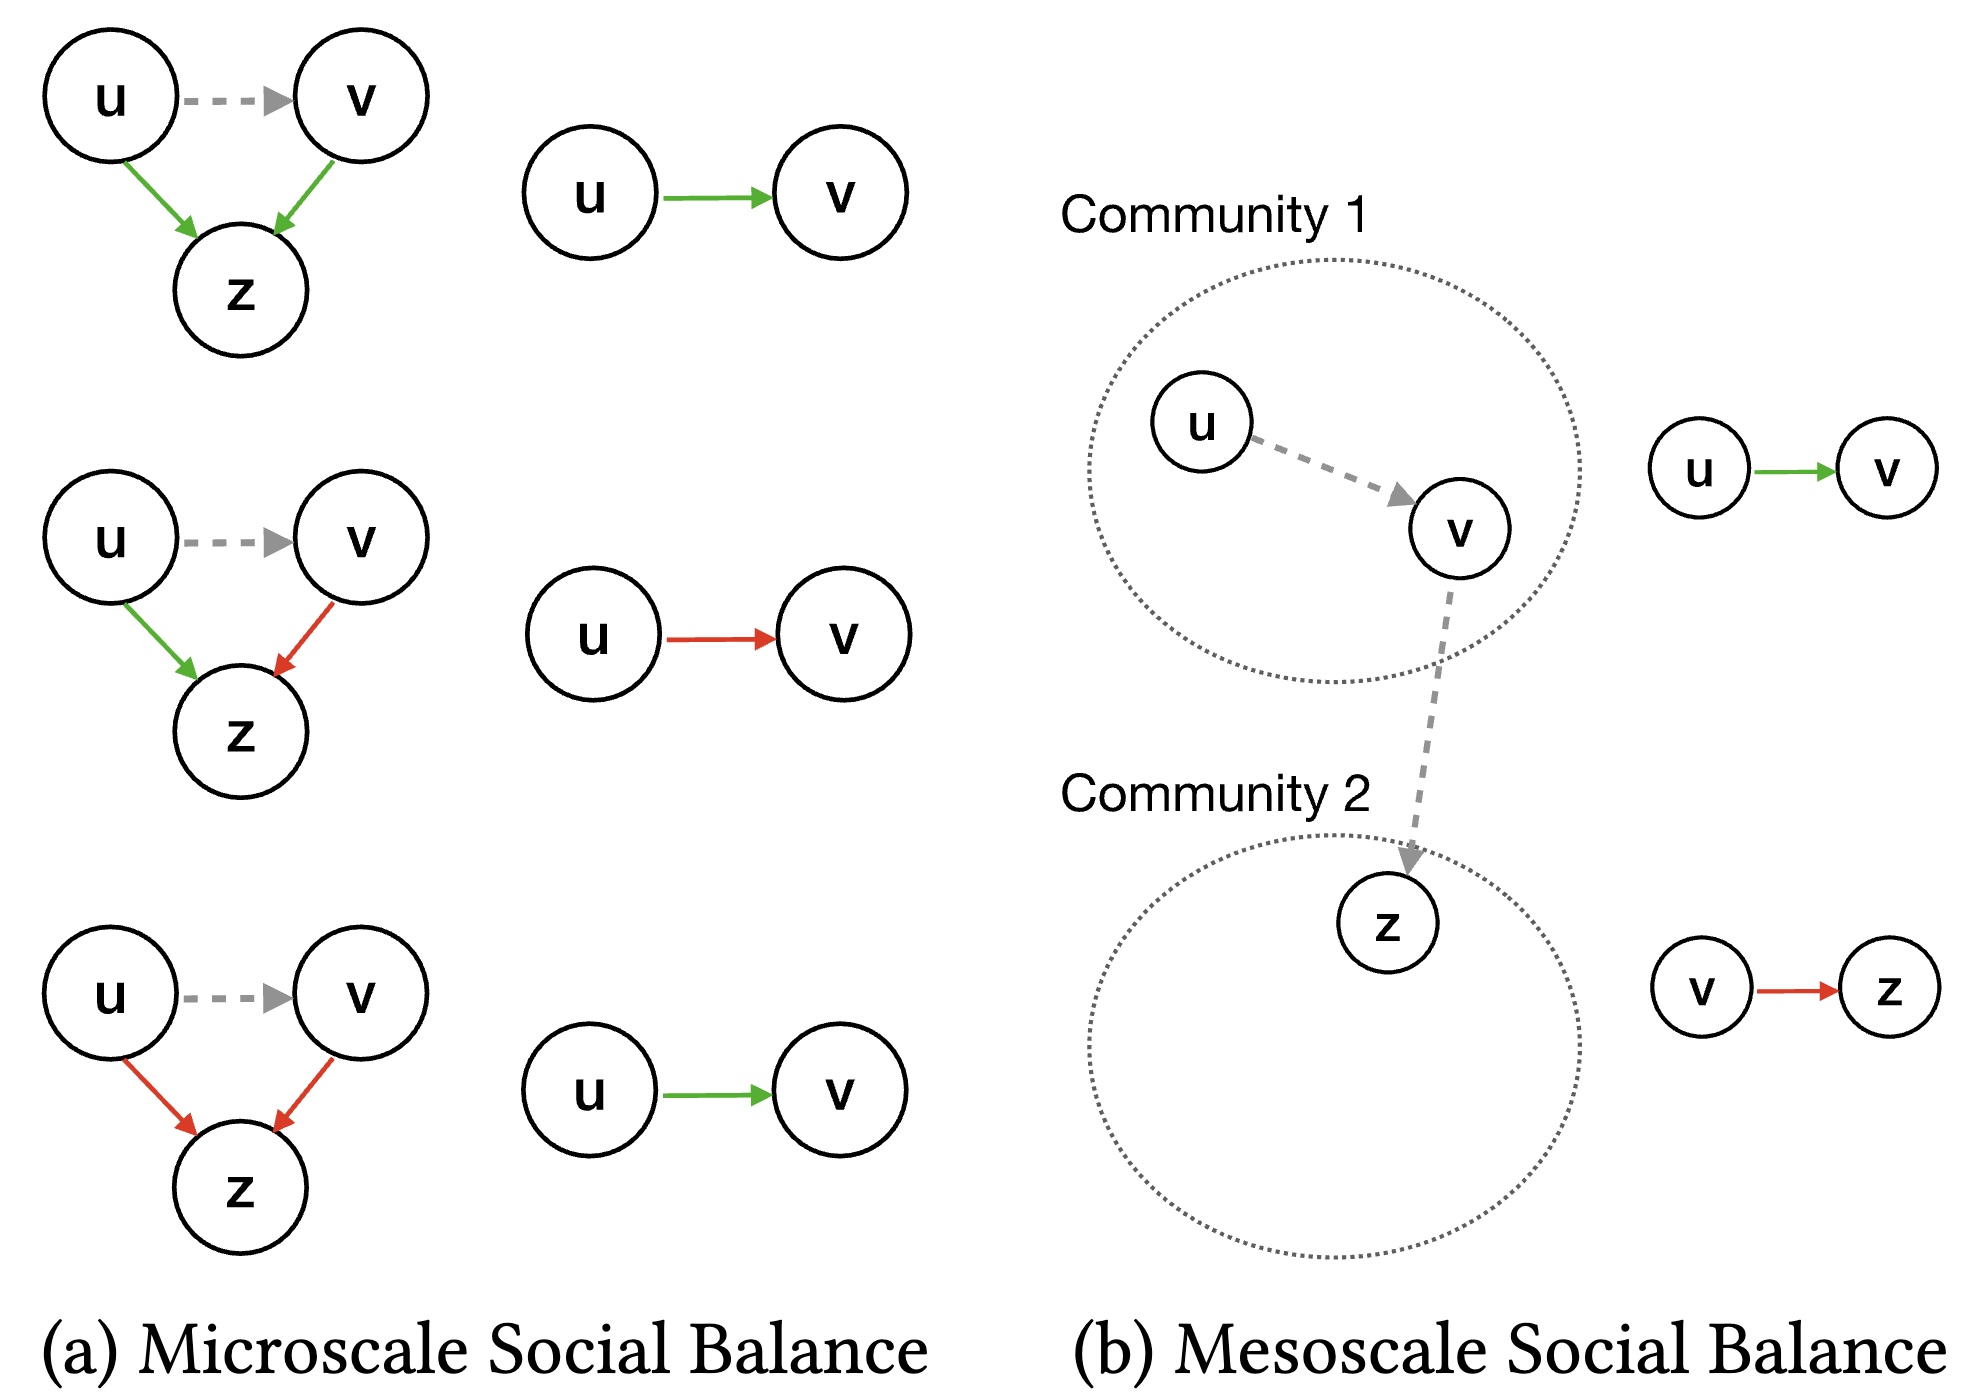 u v
z
u v
u v
z
u v
u v
z
u v
(a) Microscale Social Balance
Community 1
u
v
u v
Community 2
z
v z
(b) Mesoscale Social Balance